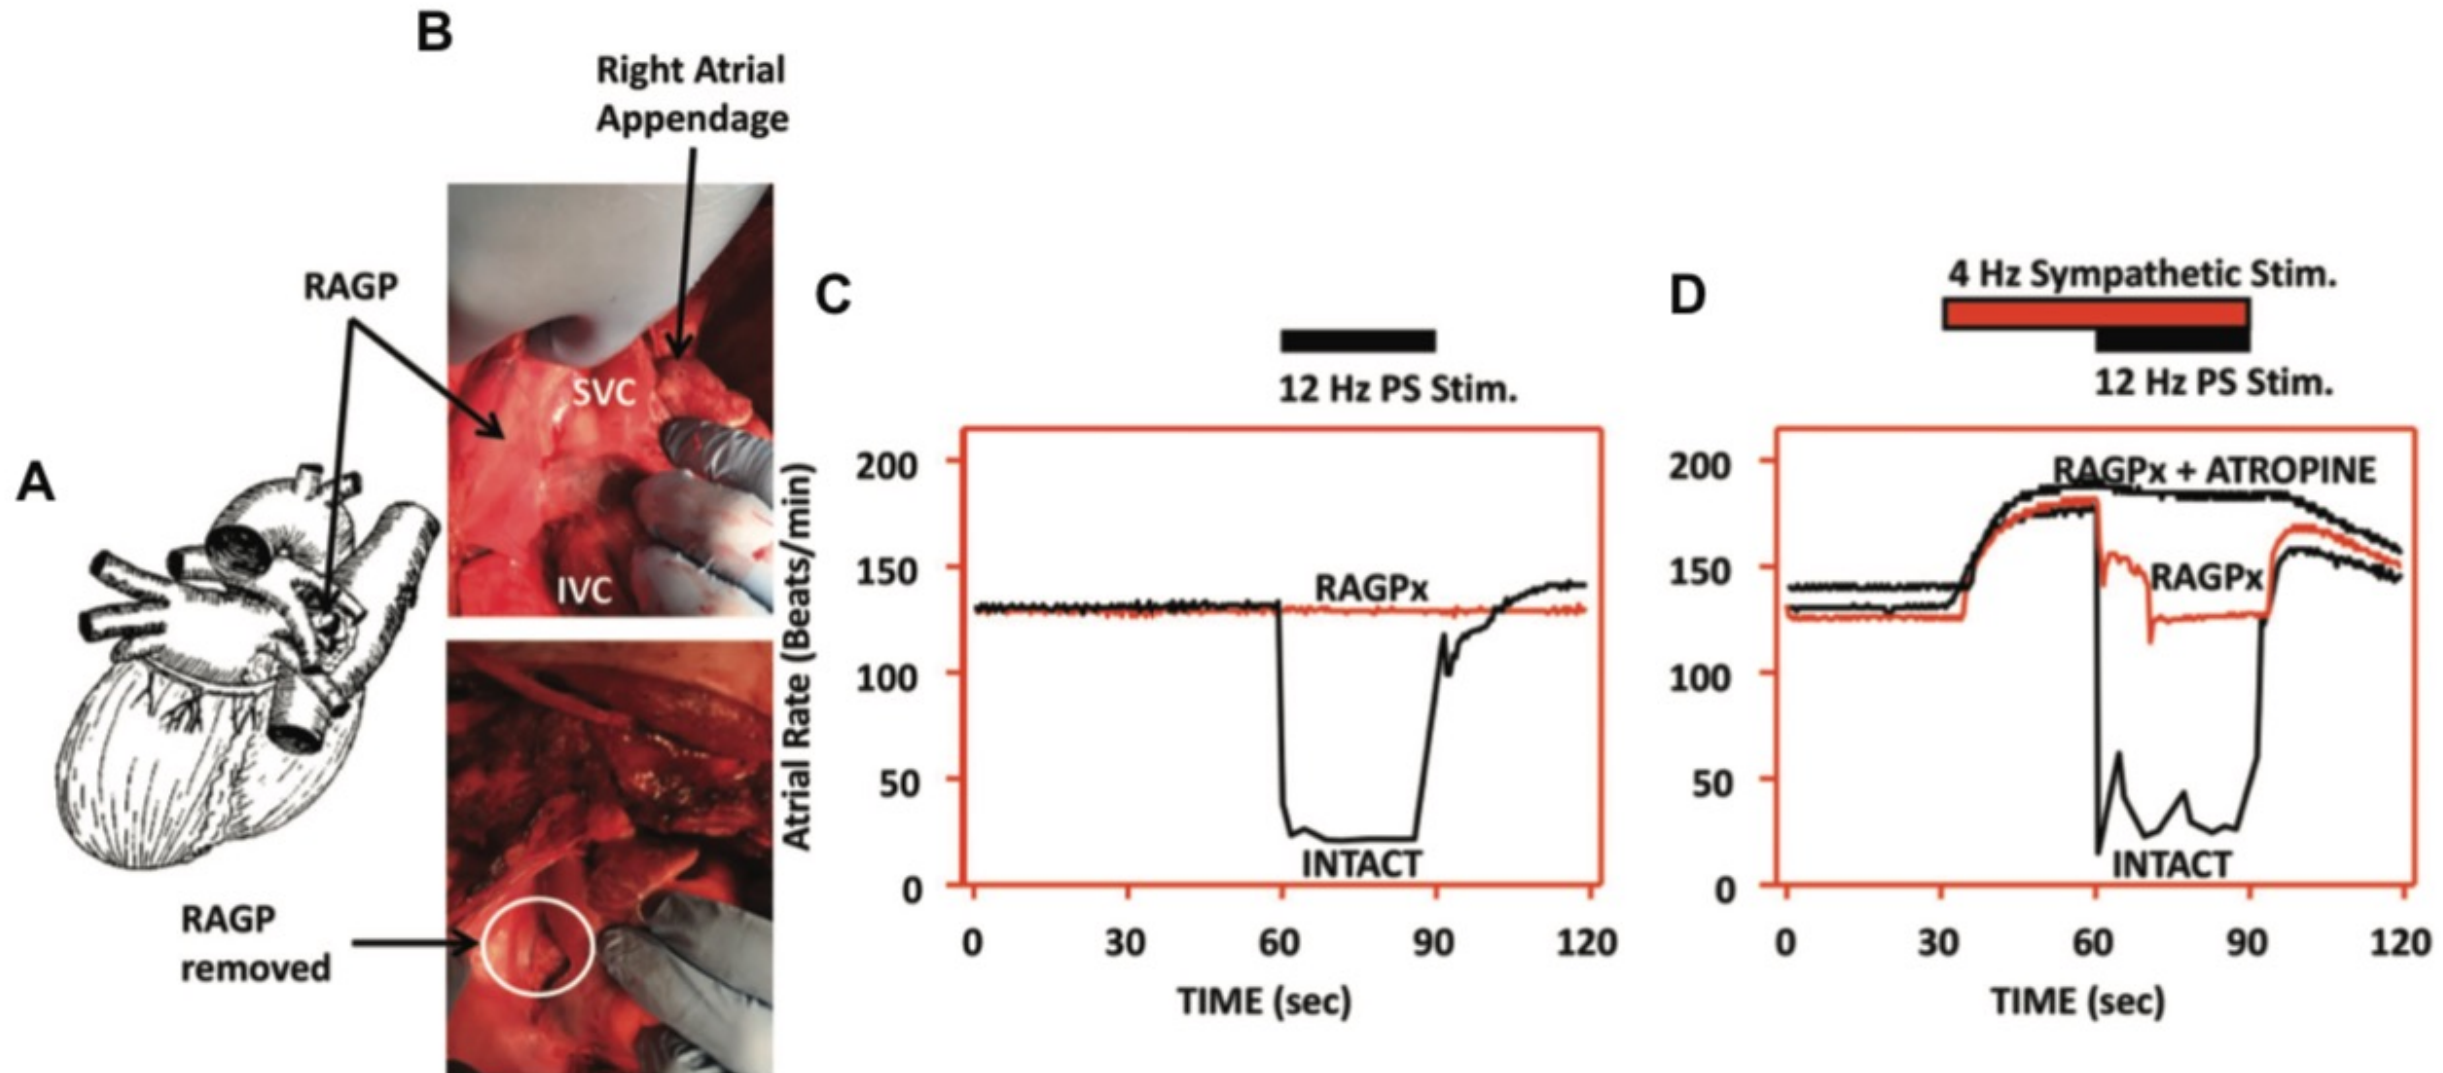 A
RAGP
RAGP
removed
B
Right Atrial
Appendage
SVC
IVC
C
12 Hz PS Stim.
Atrial Rate (Beats/min)
200
150
100
50
0
RAGPx
INTACT
0 30 60 90 120
TIME (sec)
D
4 Hz Sympathetic Stim.
12 Hz PS Stim.
200
150
100
50
0
RAGPx + ATROPINE
RAGPx
INTACT
0 30 60 90 120
TIME (sec)